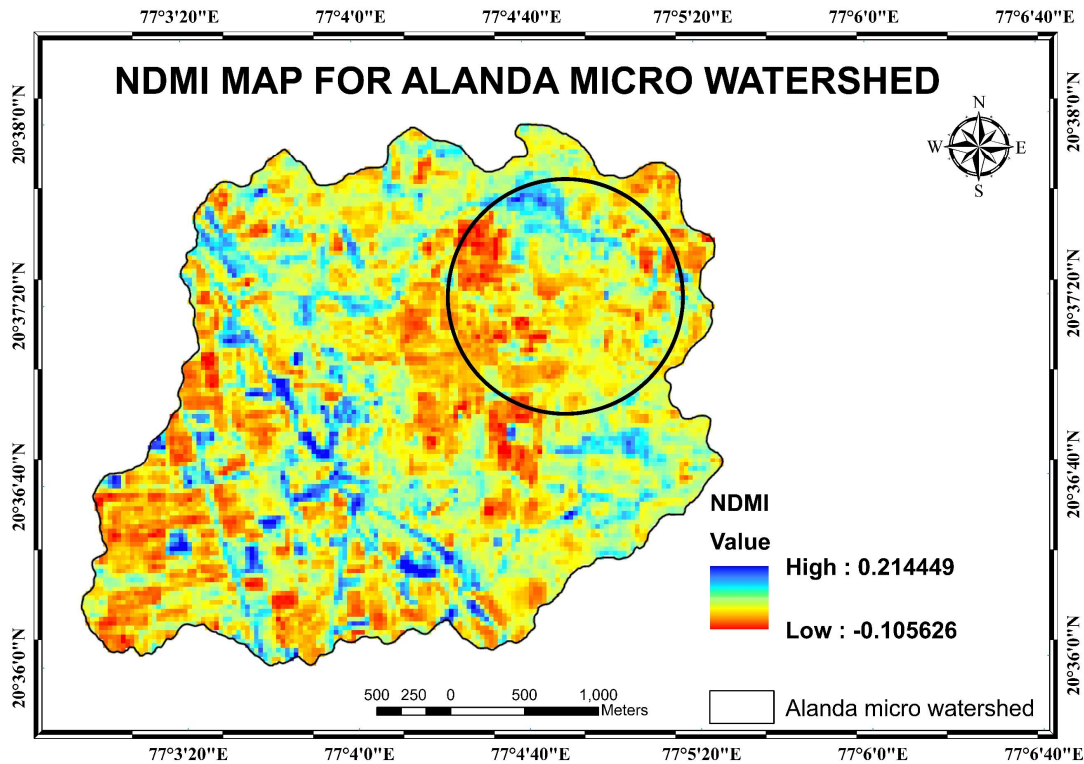 77°3'20"E 77°4'0"E 77°4'40"E 77°5'20"E 77°6'0"E 77°6'40"E
NDMI MAP FOR ALANDA MICRO WATERSHED
20°38'0"N
20°38'0"N
N
W E
S
20°37'20"N
20°37'20"N
20°36'40"N
20°36'40"N
NDMI
Value
High : 0.214449
Low : -0.105626
20°36'0"N
20°36'0"N
500 250 0 500 1,000
Meters
Alanda micro watershed
77°3'20"E 77°4'0"E 77°4'40"E 77°5'20"E 77°6'0"E 77°6'40"E